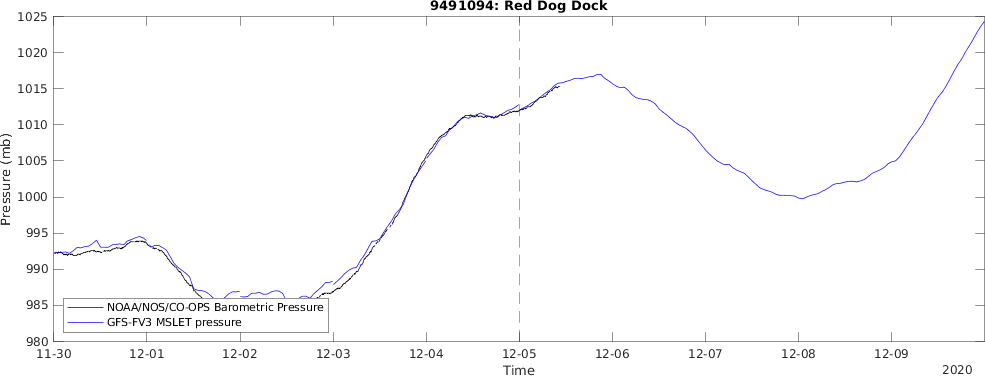 9491094: Red Dog Dock
Pressure (mb)
1025
1020
1015
1010
1005
1000
995
990
985
980
NOAA/NOS/CO-OPS Barometric Pressure
GFS-FV3 MSLET pressure
11-30 12-01 12-02 12-03 12-04 12-05 12-06 12-07 12-08 12-09
Time
2020